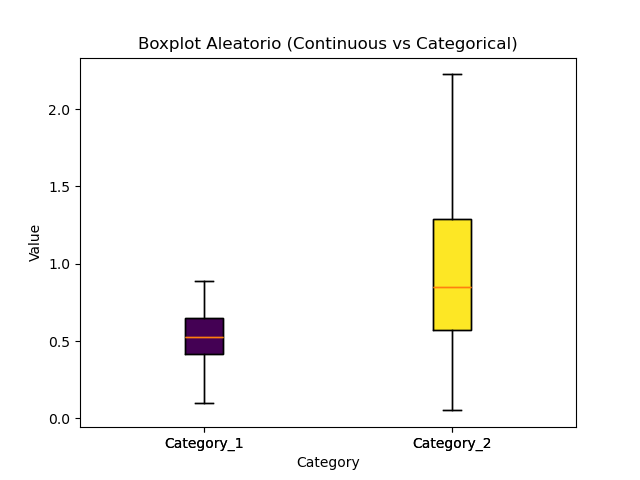 Boxplot Aleatorio (Continuous vs Categorical)
2.0
1.5
1.0
0.5
0.0
Value
Category_1
Category_2
Category